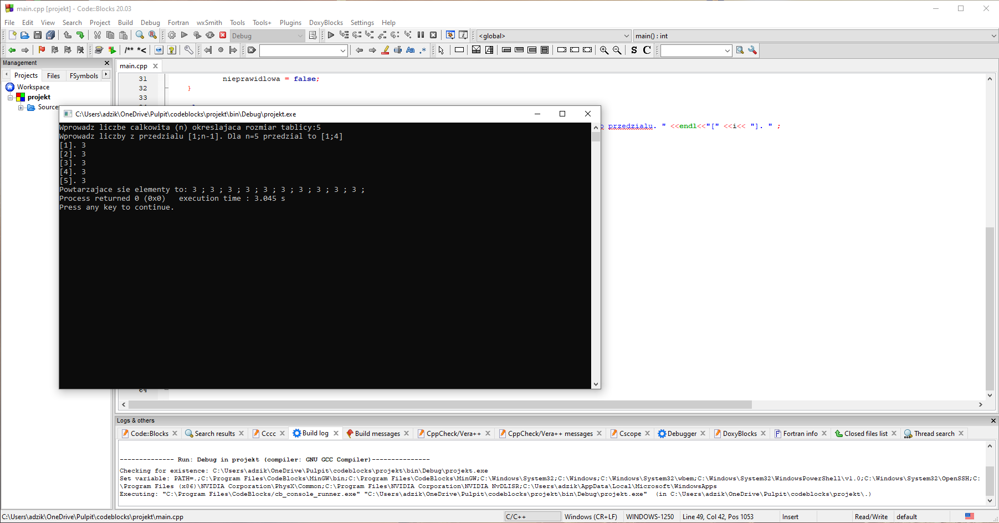 main.cpp [projekt] - Code::Blocks 20.03
File Edit View Search Project Build Debug Fortran wxSmith Tools Tools+ Plugins DoxyBlocks Settings Help
Debug
<global>
main() : int
/** *<
Aa .*
S C
Management
Projects Files FSymbols
Workspace
projekt
Sources
main.cpp
31 nieprawidlowa = false;
32 }
33
przedzialu. " <<endl<<"[" <<i<< "]. " ;
C:\Users\adzik\OneDrive\Pulpit\codeblocks\projekt\bin\Debug\projekt.exe
Wprowadz liczbe calkowita (n) okreslajaca rozmiar tablicy:5
Wprowadz liczby z przedzialu [1;n-1]. Dla n=5 przedzial to [1;4]
[1]. 3
[2]. 3
[3]. 3
[4]. 3
[5]. 3
Powtarzajace sie elementy to: 3 ; 3 ; 3 ; 3 ; 3 ; 3 ; 3 ; 3 ; 3 ; 3 ;
Process returned 0 (0x0)   execution time : 3.045 s
Press any key to continue.
Logs & others
Code::Blocks Search results Cccc Build log Build messages CppCheck/Vera++ CppCheck/Vera++ messages Cscope Debugger DoxyBlocks Fortran info Closed files list Thread search
-------------- Run: Debug in projekt (compiler: GNU GCC Compiler)---------------
Checking for existence: C:\Users\adzik\OneDrive\Pulpit\codeblocks\projekt\bin\Debug\projekt.exe
Set variable: PATH=.;C:\Program Files\CodeBlocks\MinGW\bin;C:\Program Files\CodeBlocks\MinGW;C:\Windows\System32;C:\Windows;C:\Windows\System32\wbem;C:\Windows\System32\WindowsPowerShell\v1.0;C:\Windows\System32\OpenSSH;C:
\Program Files (x86)\NVIDIA Corporation\PhysX\Common;C:\Program Files\NVIDIA Corporation\NVIDIA NvDLISR;C:\Users\adzik\AppData\Local\Microsoft\WindowsApps
Executing: "C:\Program Files\CodeBlocks/cb_console_runner.exe" "C:\Users\adzik\OneDrive\Pulpit\codeblocks\projekt\bin\Debug\projekt.exe"  (in C:\Users\adzik\OneDrive\Pulpit\codeblocks\projekt\.)
C:\Users\adzik\OneDrive\Pulpit\codeblocks\projekt\main.cpp
C/C++ Windows (CR+LF) WINDOWS-1250 Line 49, Col 42, Pos 1053 Insert Read/Write default